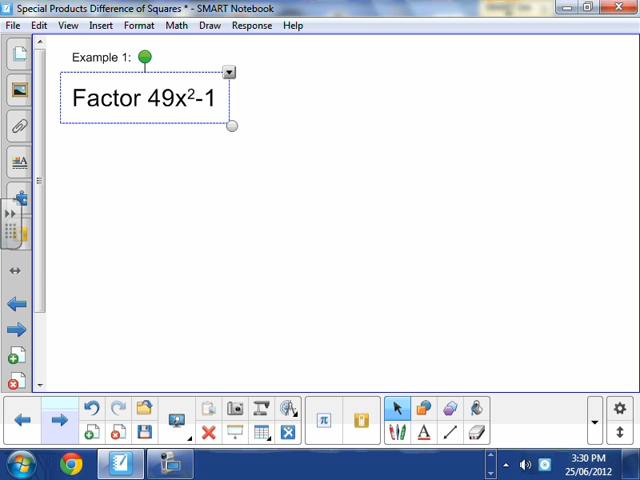 Special Products Difference of Squares * - SMART Notebook
File Edit View Insert Format Math Draw Response Help
Example 1:
Factor 49x²-1
3:30 PM
25/06/2012